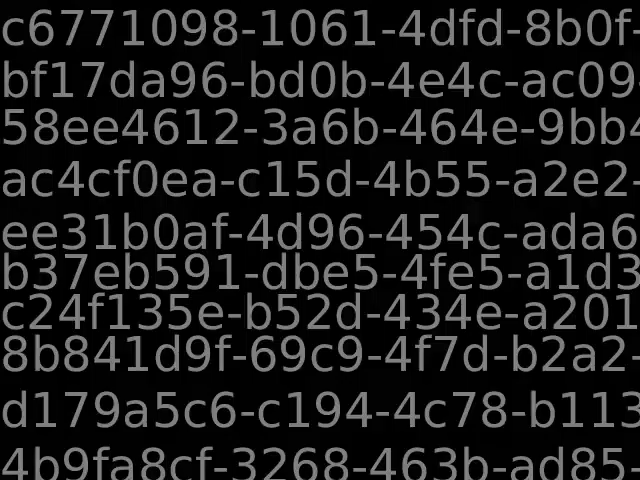 c6771098-1061-4dfd-8b0f-
bf17da96-bd0b-4e4c-ac09
58ee4612-3a6b-464e-9bb4
ac4cf0ea-c15d-4b55-a2e2-
ee31b0af-4d96-454c-ada6
b37eb591-dbe5-4fe5-a1d3
c24f135e-b52d-434e-a201
8b841d9f-69c9-4f7d-b2a2-
d179a5c6-c194-4c78-b113
4b9fa8cf-3268-463b-ad85-